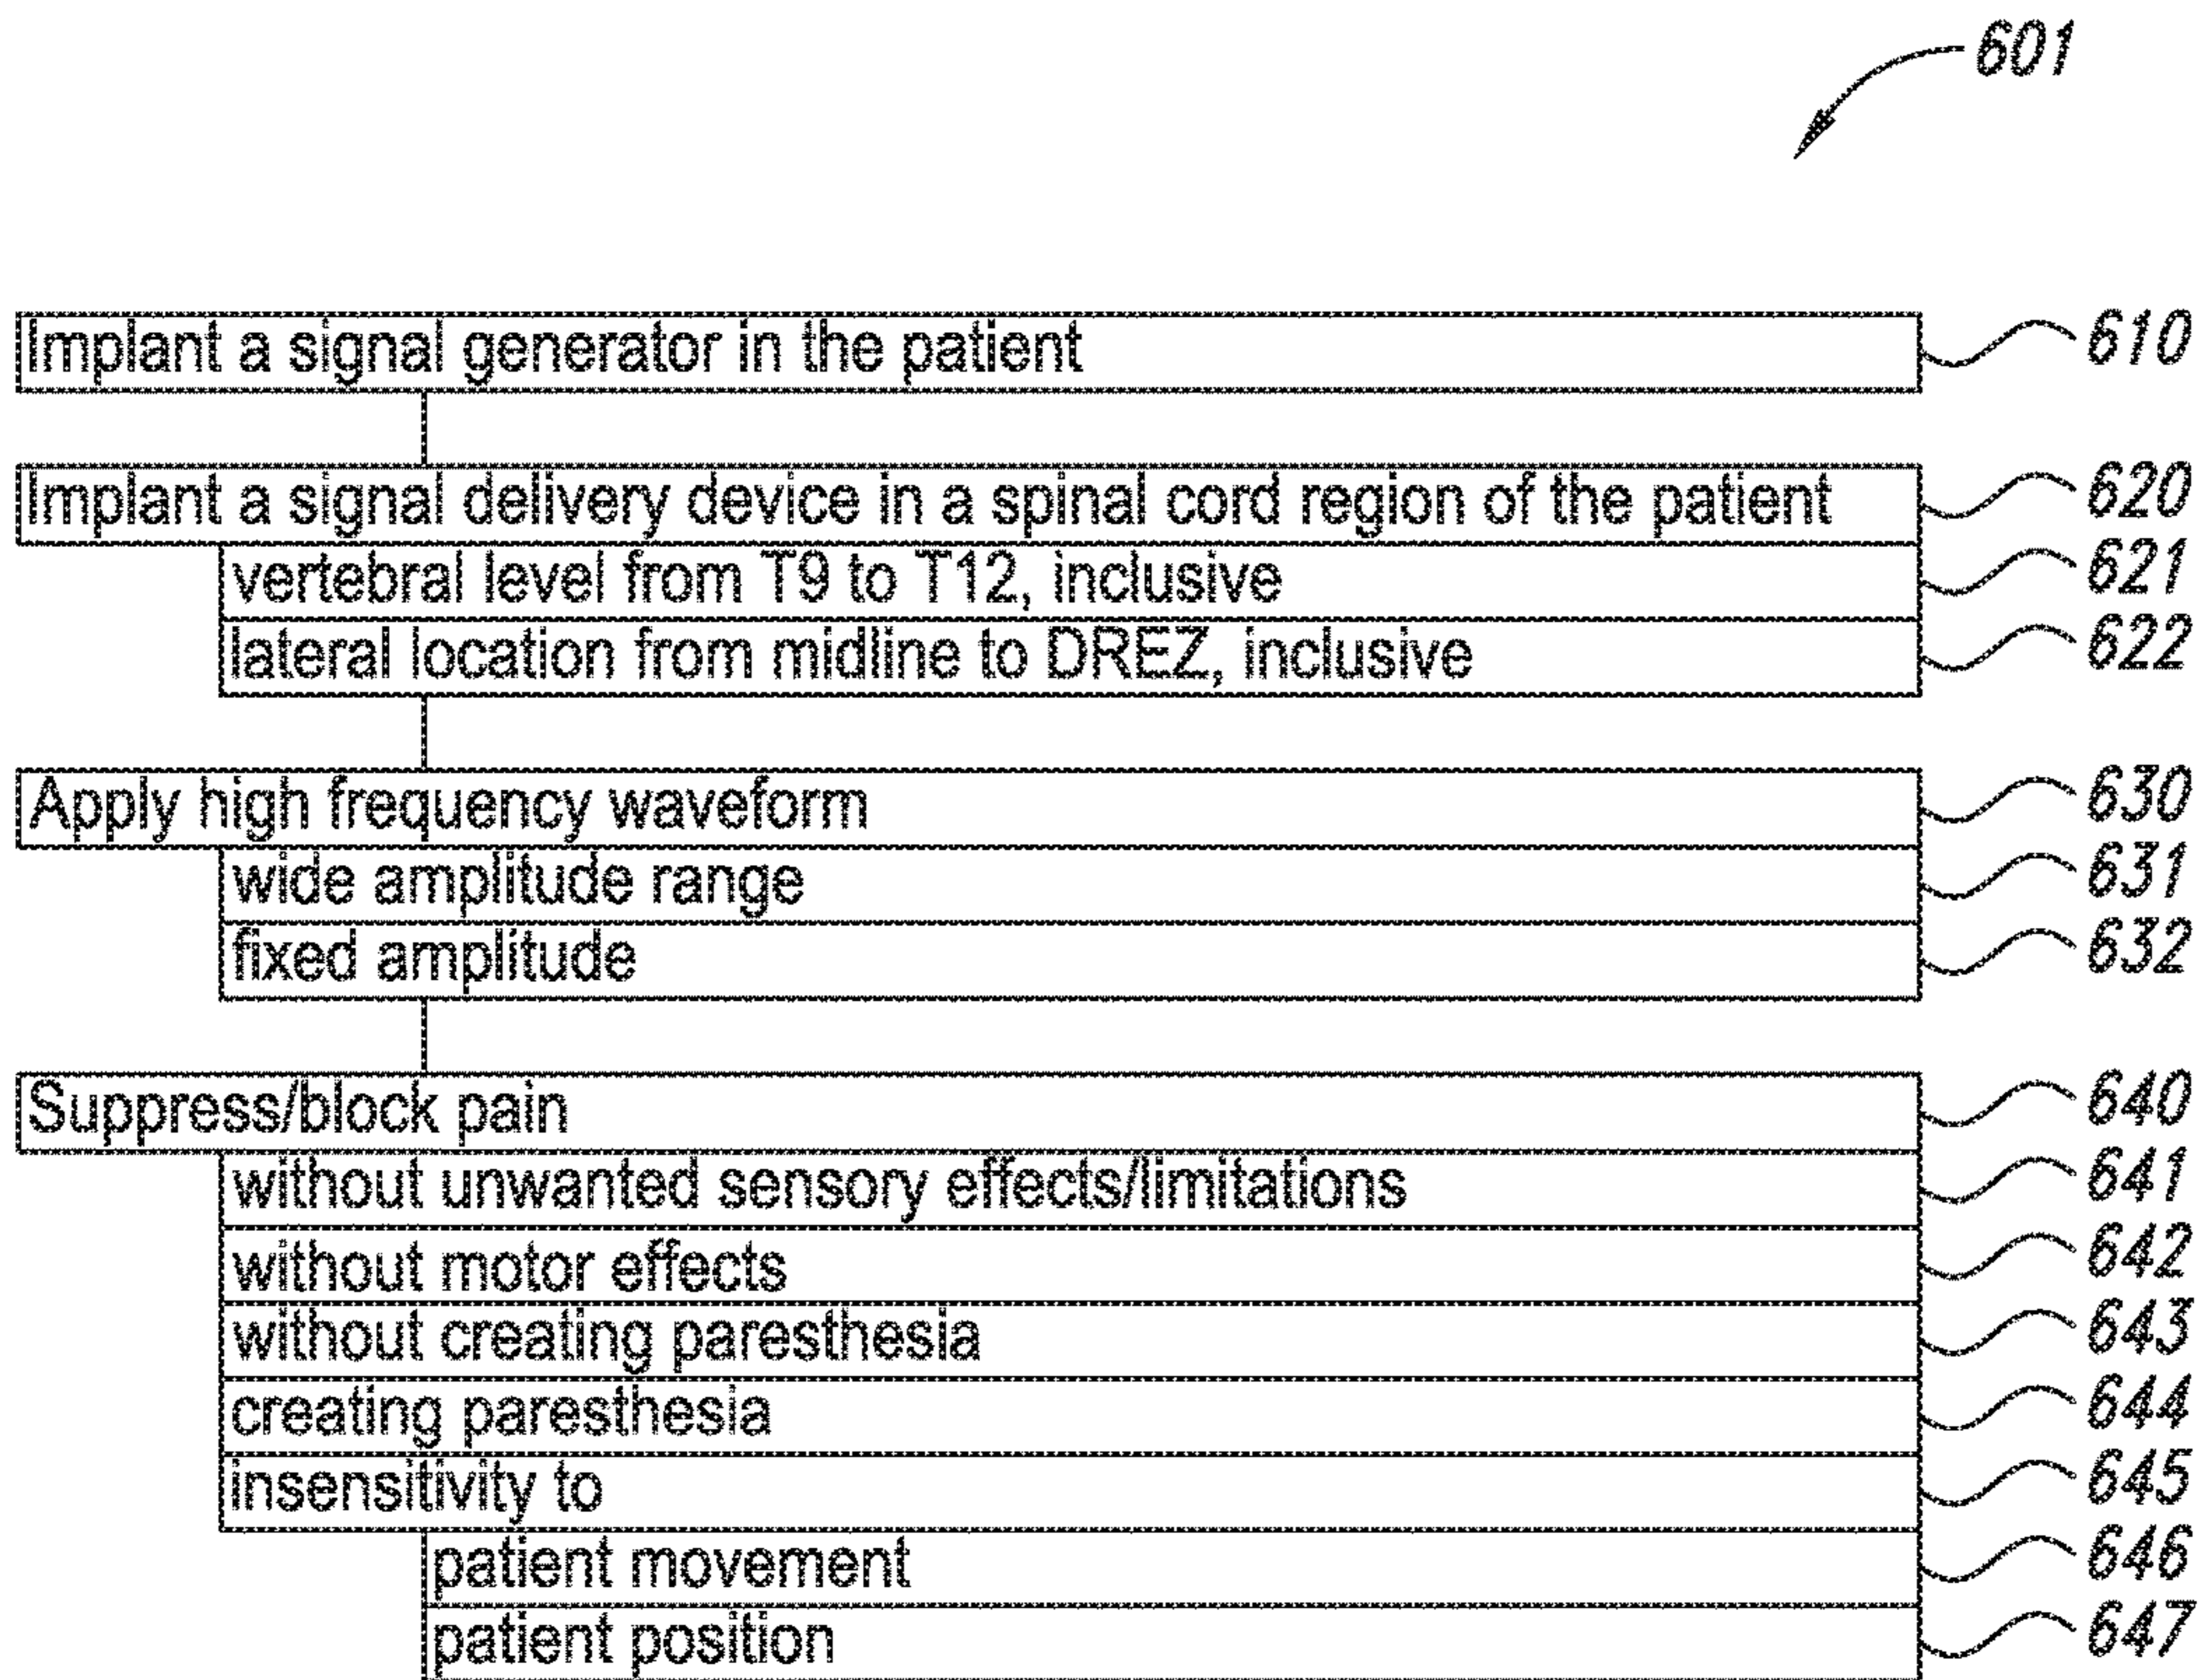 601
Implant a signal generator in the patient 610
Implant a signal delivery device in a spinal cord region of the patient 620
vertebral level from T9 to T12, inclusive 621
lateral location from midline to DREZ, inclusive 622
Apply high frequency waveform 630
wide amplitude range 631
fixed amplitude 632
Suppress/block pain 640
without unwanted sensory effects/limitations 641
without motor effects 642
without creating paresthesia 643
creating paresthesia 644
insensitivity to 645
patient movement 646
patient position 647